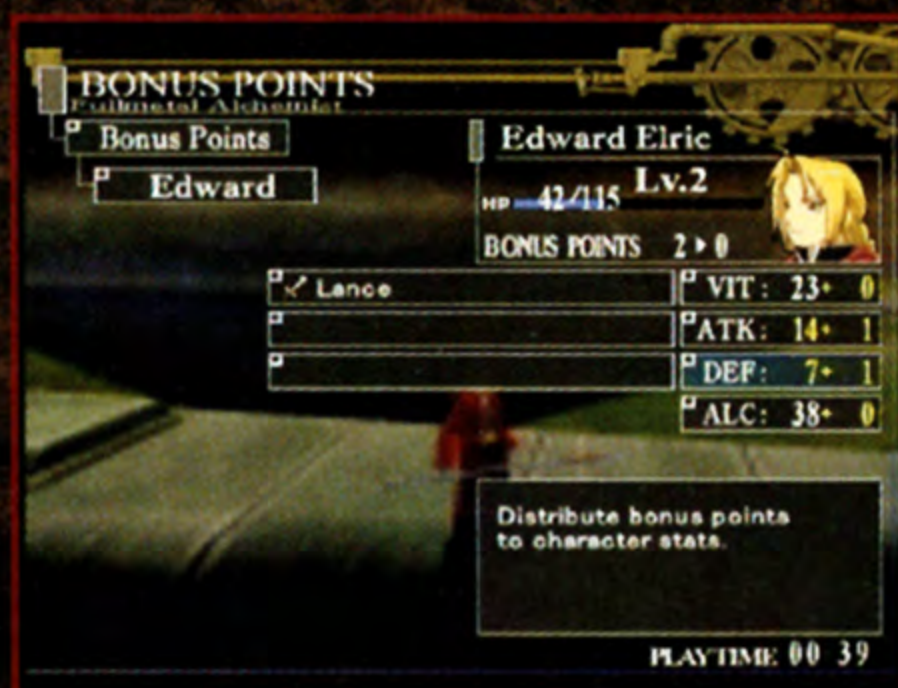 BONUS POINTS
Fullmetal Alchemist
Bonus Points
Edward
Edward Elric
Lv.2
HP 42/115
BONUS POINTS 2 ▸ 0
Lance
VIT: 23+ 0
ATK: 14+ 1
DEF: 7+ 1
ALC: 38+ 0
Distribute bonus points
to character stats.
PLAYTIME 00 39